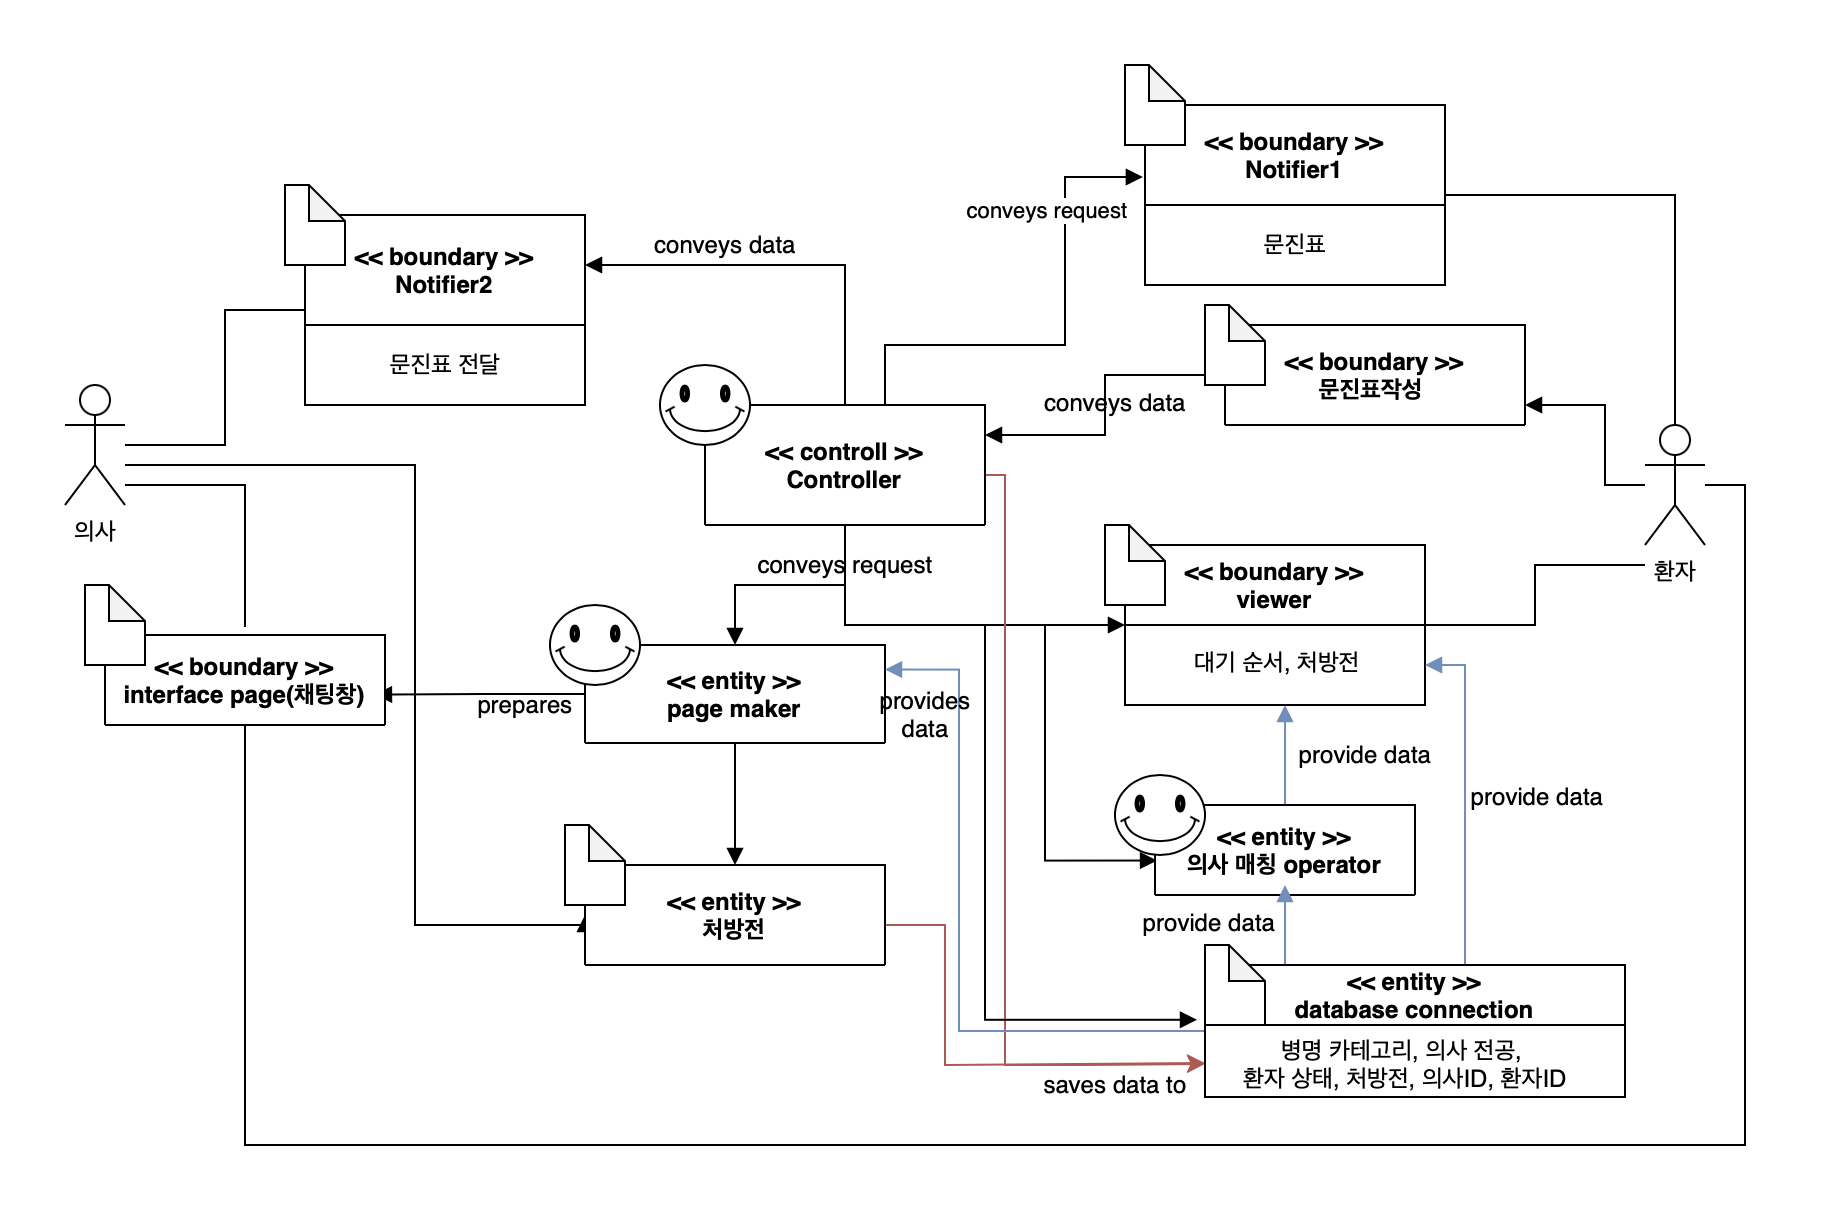 << boundary >>
Notifier1
conveys request
문진표
conveys data
<< boundary >>
Notifier2
문진표 전달
<< boundary >>
문진표작성
conveys data
<< controll >>
Controller
의사
환자
conveys request
<< boundary >>
viewer
대기 순서, 처방전
<< boundary >>
interface page(채팅창)
prepares
<< entity >>
page maker
provides
data
provide data
provide data
<< entity >>
의사 매칭 operator
provide data
<< entity >>
처방전
<< entity >>
database connection
병명 카테고리, 의사 전공,
환자 상태, 처방전, 의사ID, 환자ID
saves data to